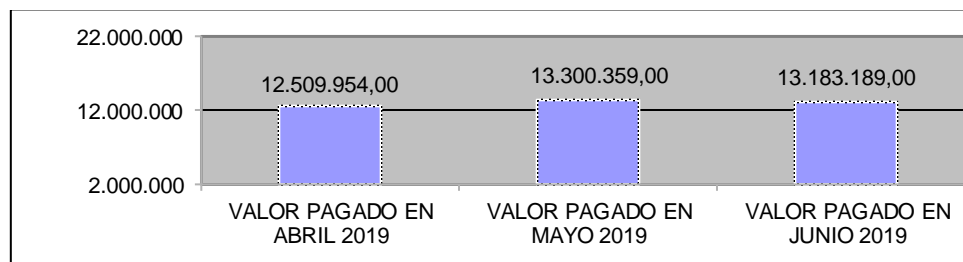 22.000.000
12.000.000
2.000.000
12.509.954,00
13.300.359,00
13.183.189,00
VALOR PAGADO EN
ABRIL 2019
VALOR PAGADO EN
MAYO 2019
VALOR PAGADO EN
JUNIO 2019